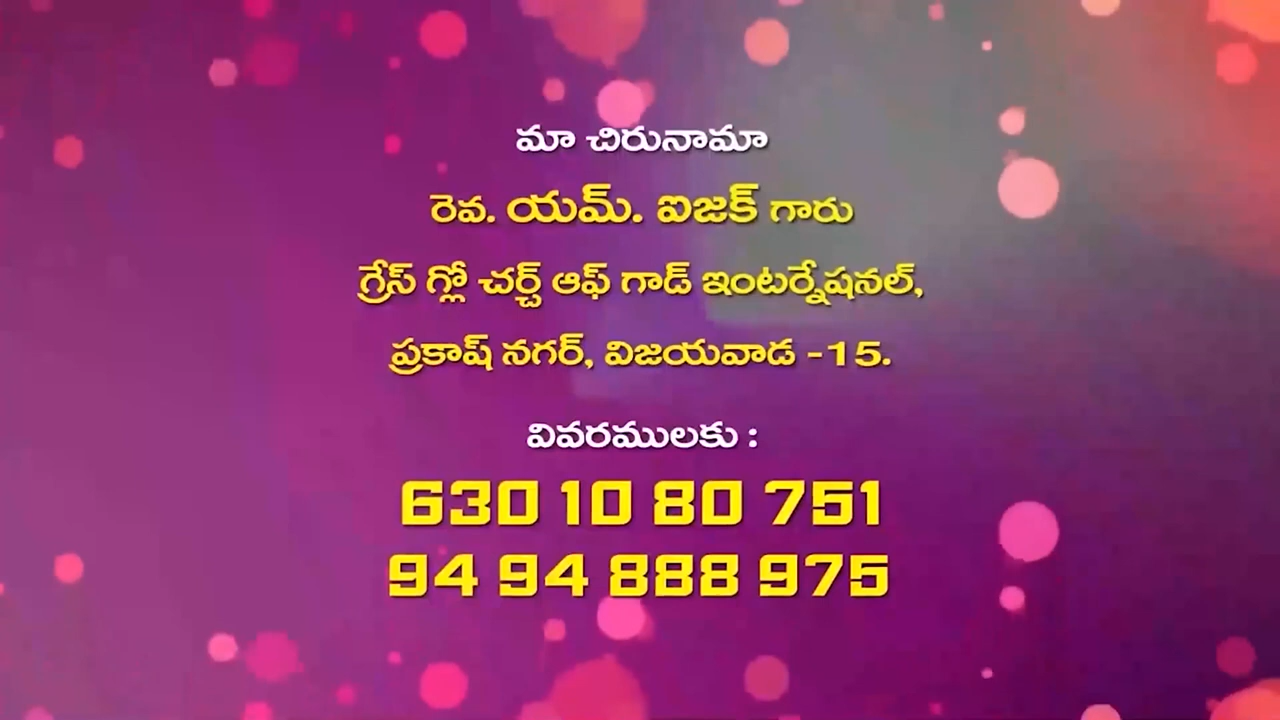 మా చిరునామా
రెవ. యమ్. ఐజక్ గారు
గ్రేస్ గ్లో చర్చ్ ఆఫ్ గాడ్ ఇంటర్నేషనల్,
ప్రకాష్ నగర్, విజయవాడ -15.
వివరములకు :
630 10 80 751
94 94 888 975